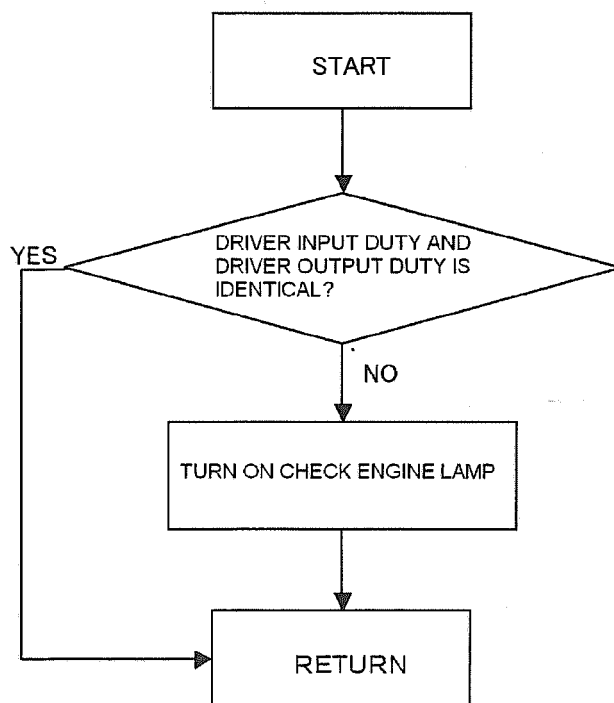 START
DRIVER INPUT DUTY AND
DRIVER OUTPUT DUTY IS
IDENTICAL?
YES
NO
TURN ON CHECK ENGINE LAMP
RETURN